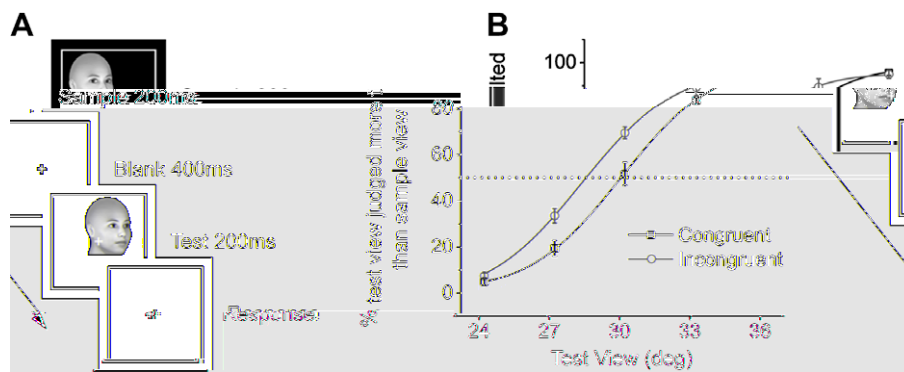 A
Sample 200ms
Blank 400ms
Test 200ms
Response
B
% test view judged more tilted
than sample view
100
80
60
40
20
0
Congruent
Incongruent
24 27 30 33 36
Test View (deg)